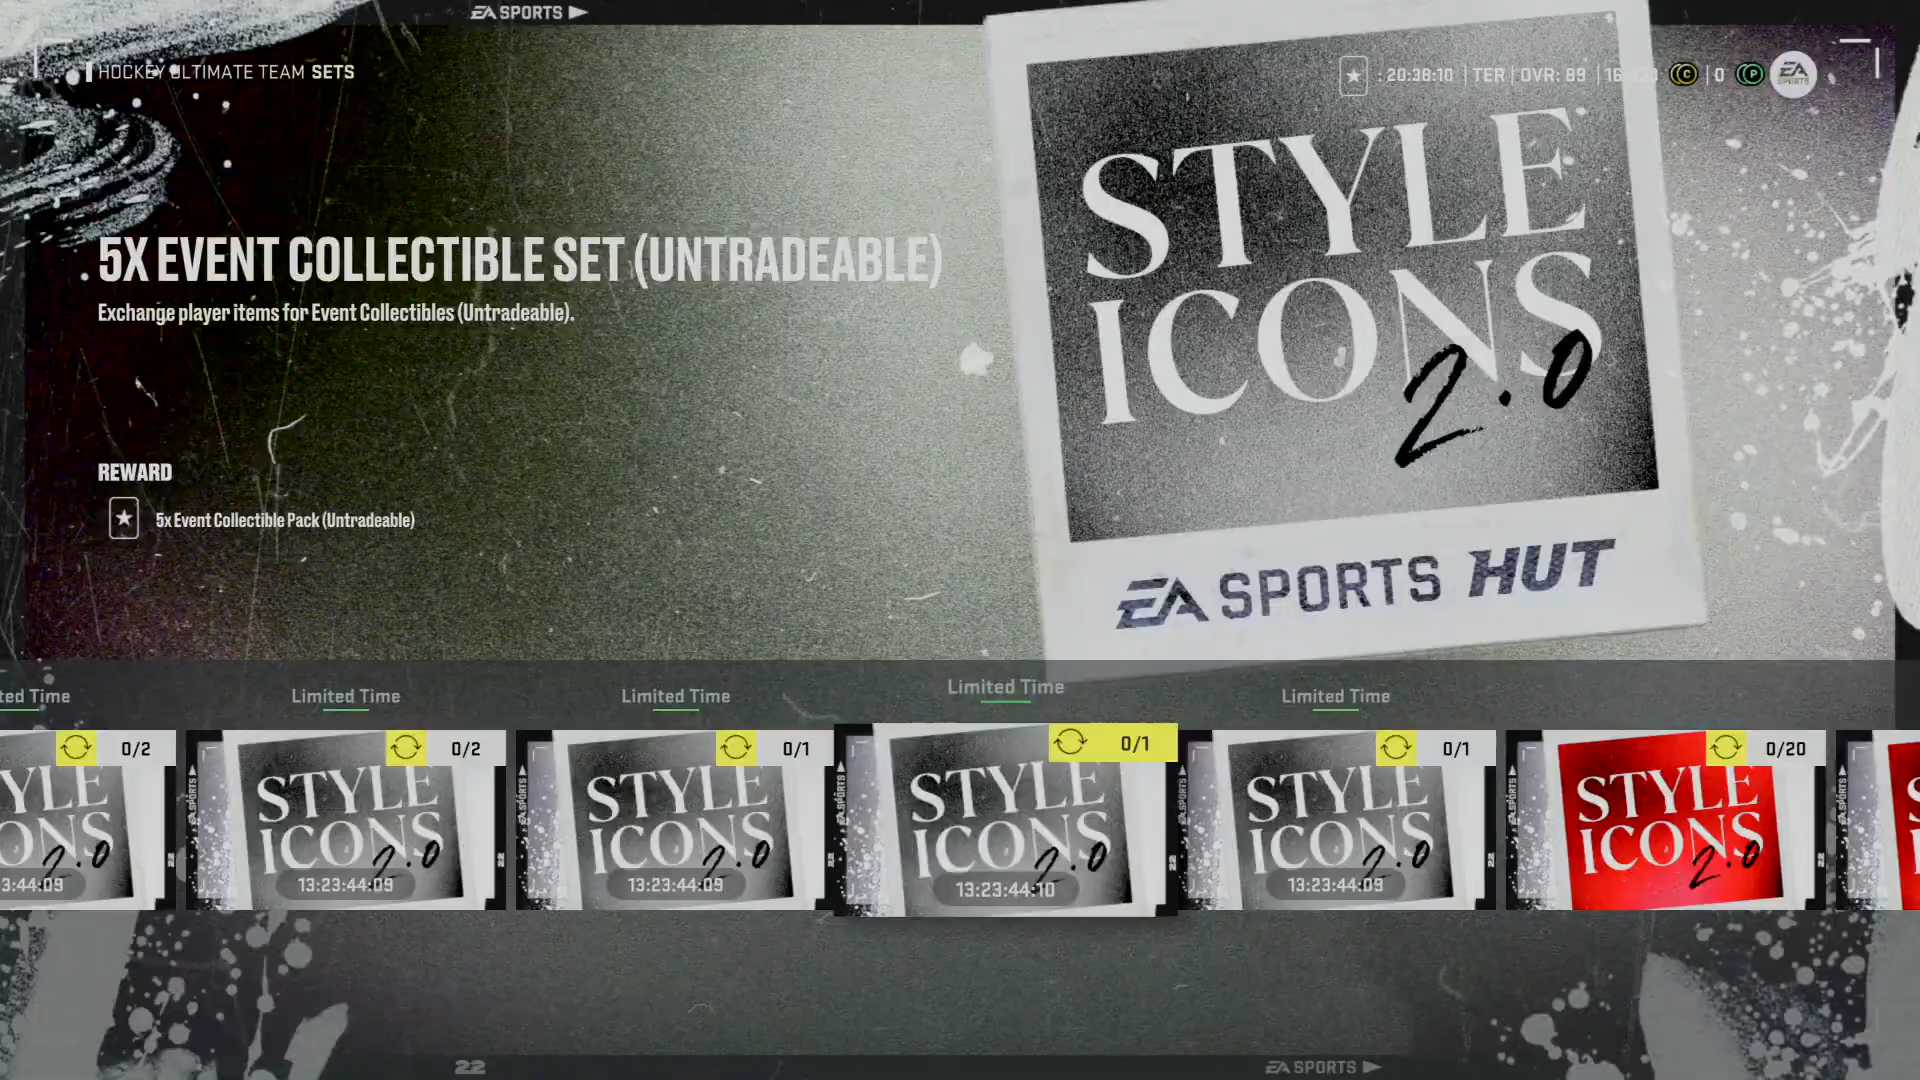 EA SPORTS
HOCKEY ULTIMATE TEAM SETS
: 20:38:10 | TER | OVR: 89 | 16 | 0
EA SPORTS
5X EVENT COLLECTIBLE SET (UNTRADEABLE)
Exchange player items for Event Collectibles (Untradeable).
REWARD
5x Event Collectible Pack (Untradeable)
STYLE
ICONS
2.0
EA SPORTS HUT
ted Time
Limited Time
Limited Time
Limited Time
Limited Time
0/2
0/2
0/1
0/1
0/1
0/20
YLE
ONS
2.0
3:44:09
STYLE
ICONS
2.0
13:23:44:09
STYLE
ICONS
2.0
13:23:44:09
STYLE
ICONS
2.0
13:23:44:10
STYLE
ICONS
2.0
13:23:44:09
STYLE
ICONS
2.0
22
EA SPORTS